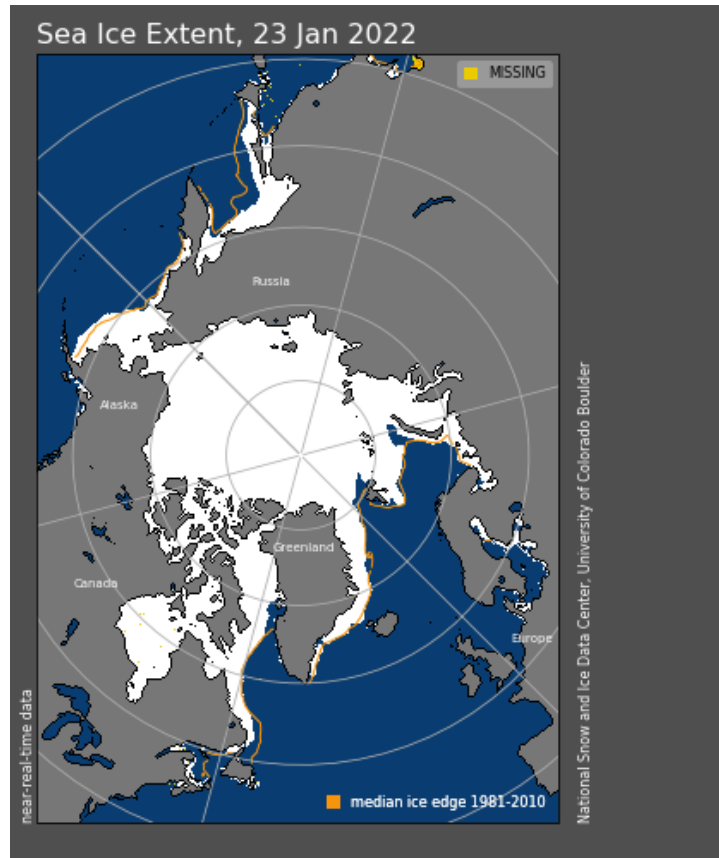 Sea Ice Extent, 23 Jan 2022
MISSING
Russia
Alaska
Greenland
Canada
Europe
near-real-time data
National Snow and Ice Data Center, University of Colorado Boulder
median ice edge 1981-2010